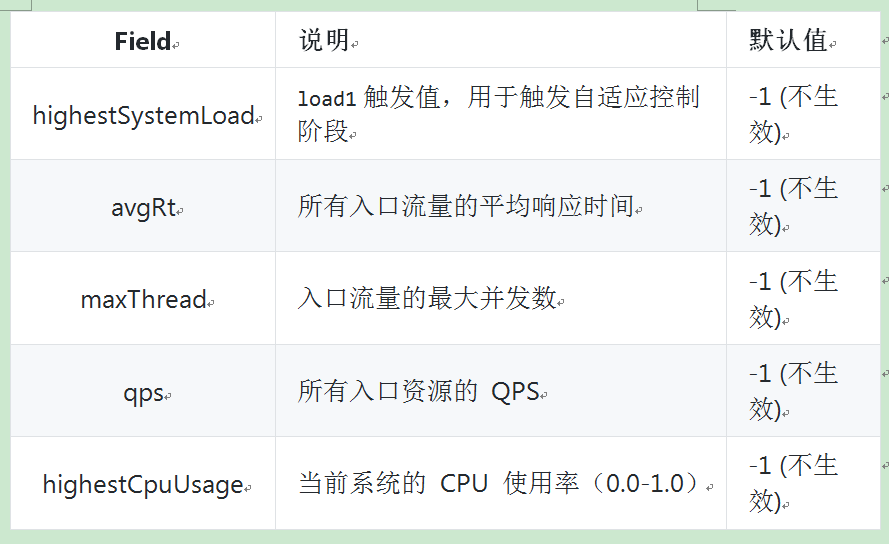 Field 说明 默认值
highestSystemLoad load1 触发值，用于触发自适应控制
阶段 -1 (不生
效)
avgRt 所有入口流量的平均响应时间 -1 (不生
效)
maxThread 入口流量的最大并发数 -1 (不生
效)
qps 所有入口资源的 QPS -1 (不生
效)
highestCpuUsage 当前系统的 CPU 使用率（0.0-1.0） -1 (不生
效)